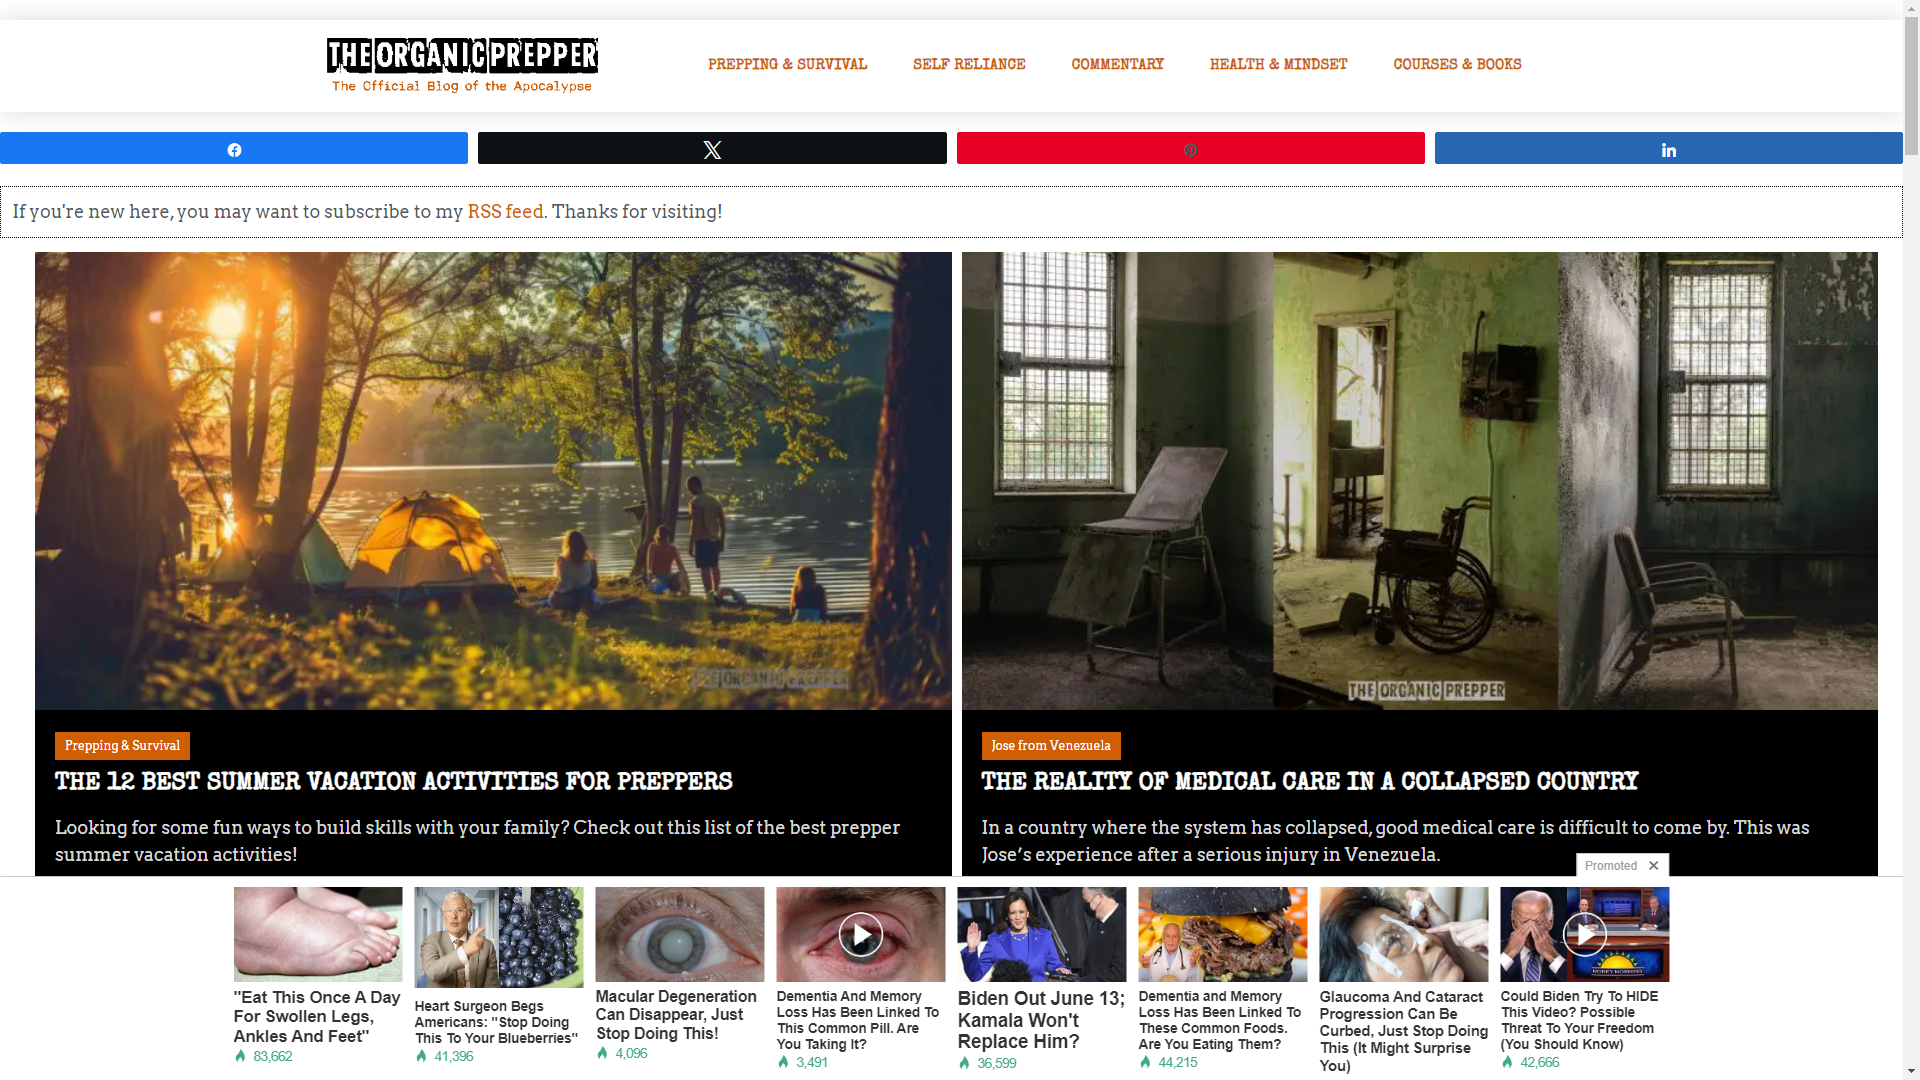 THE ORGANIC PREPPER
The Official Blog of the Apocalypse
PREPPING & SURVIVAL
SELF RELIANCE
COMMENTARY
HEALTH & MINDSET
COURSES & BOOKS
If you're new here, you may want to subscribe to my RSS feed. Thanks for visiting!
THE ORGANIC PREPPER
Prepping & Survival
THE 12 BEST SUMMER VACATION ACTIVITIES FOR PREPPERS
Looking for some fun ways to build skills with your family? Check out this list of the best prepper
summer vacation activities!
THE ORGANIC PREPPER
Jose from Venezuela
THE REALITY OF MEDICAL CARE IN A COLLAPSED COUNTRY
In a country where the system has collapsed, good medical care is difficult to come by. This was
Jose’s experience after a serious injury in Venezuela.
Promoted
"Eat This Once A Day
For Swollen Legs,
Ankles And Feet"
83,662
Heart Surgeon Begs
Americans: "Stop Doing
This To Your Blueberries"
41,396
Macular Degeneration
Can Disappear, Just
Stop Doing This!
4,096
Dementia And Memory
Loss Has Been Linked To
This Common Pill. Are
You Taking It?
3,491
Biden Out June 13;
Kamala Won't
Replace Him?
36,599
Dementia and Memory
Loss Has Been Linked To
These Common Foods.
Are You Eating Them?
44,215
Glaucoma And Cataract
Progression Can Be
Curbed, Just Stop Doing
This (It Might Surprise
You)
MONEY MORNING
Could Biden Try To HIDE
This Video? Possible
Threat To Your Freedom
(You Should Know)
42,666